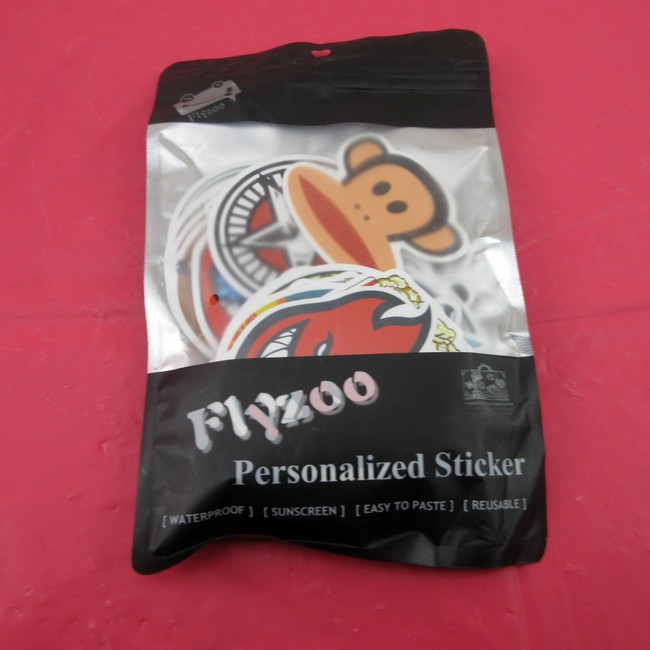 Flyzoo
Flyzoo
Personalized Sticker
[ WATERPROOF ] [ SUNSCREEN ] [ EASY TO PASTE ] [ REUSABLE ]